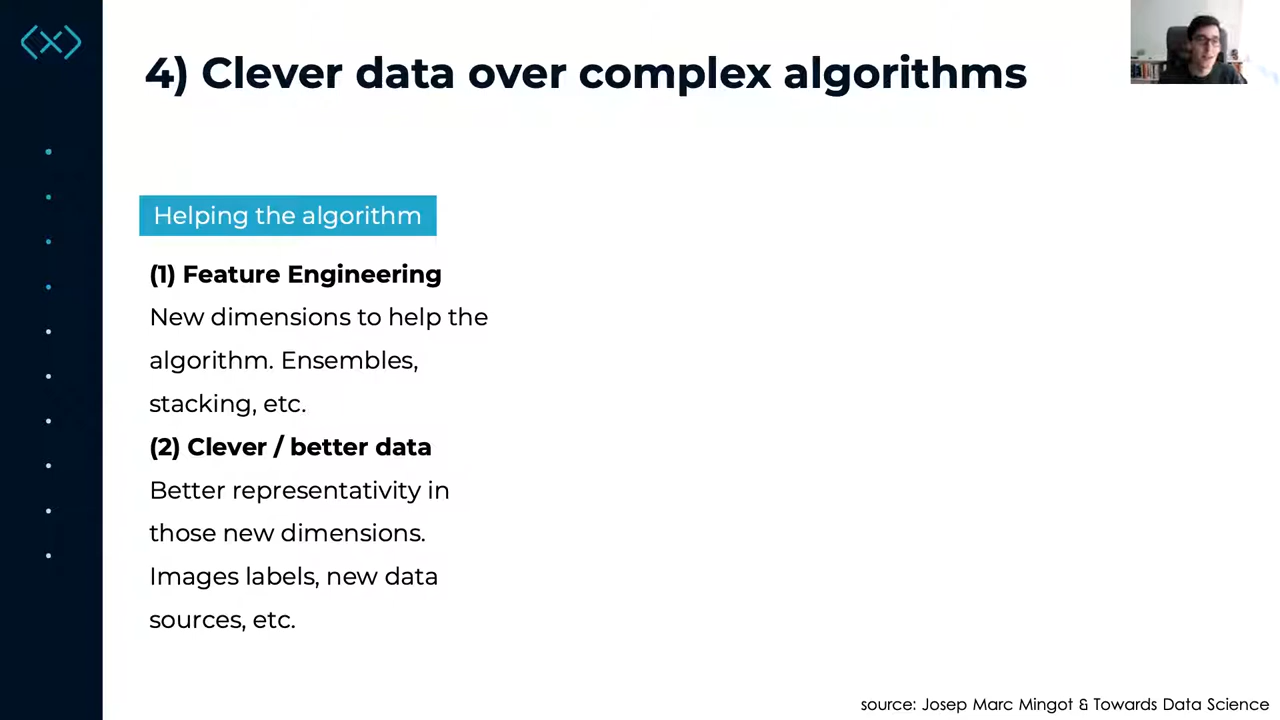 4) Clever data over complex algorithms
Helping the algorithm
(1) Feature Engineering
New dimensions to help the
algorithm. Ensembles,
stacking, etc.
(2) Clever / better data
Better representativity in
those new dimensions.
Images labels, new data
sources, etc.
source: Josep Marc Mingot & Towards Data Science